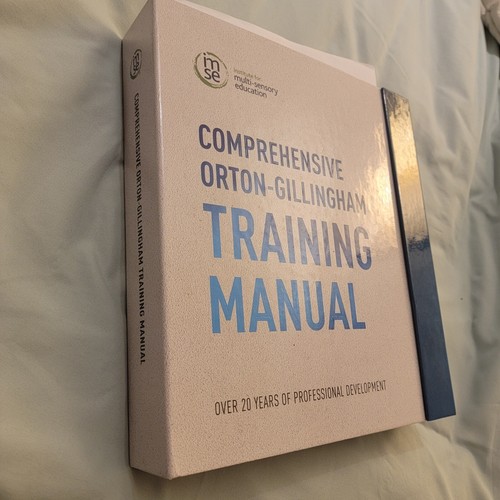 imse
institute for
multi-sensory
education
COMPREHENSIVE
ORTON-GILLINGHAM
TRAINING
MANUAL
OVER 20 YEARS OF PROFESSIONAL DEVELOPMENT
imse
COMPREHENSIVE ORTON-GILLINGHAM TRAINING MANUAL